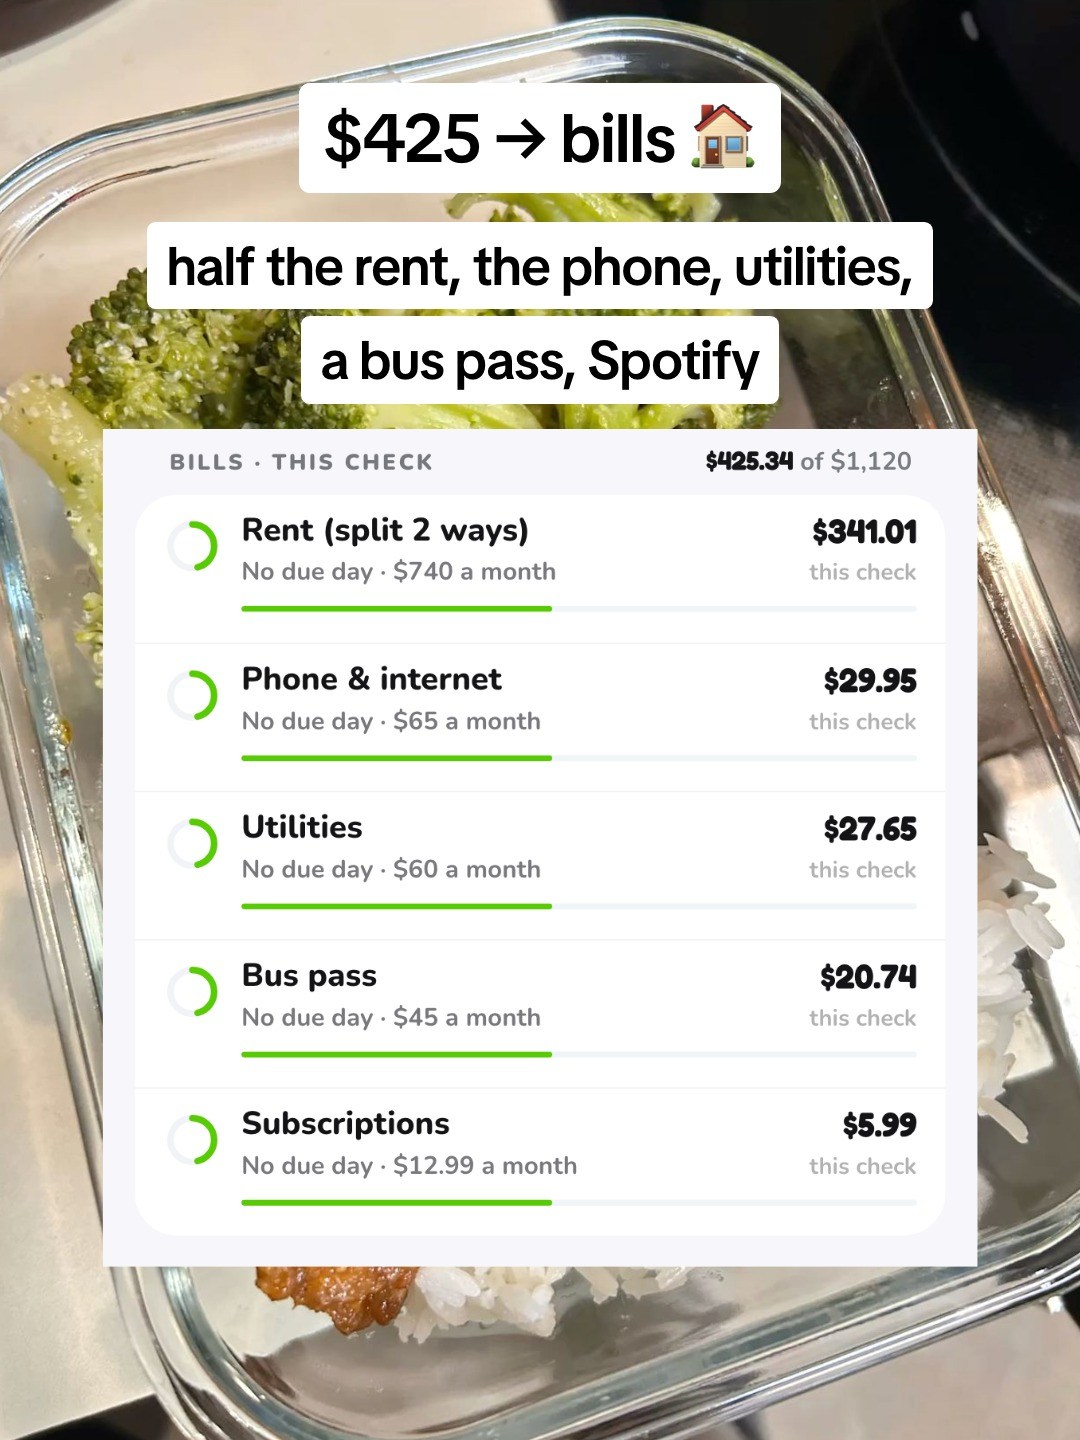 $425 → bills 🏠
half the rent, the phone, utilities,
a bus pass, Spotify
BILLS · THIS CHECK $425.34 of $1,120
Rent (split 2 ways) $341.01
No due day · $740 a month this check
Phone & internet $29.95
No due day · $65 a month this check
Utilities $27.65
No due day · $60 a month this check
Bus pass $20.74
No due day · $45 a month this check
Subscriptions $5.99
No due day · $12.99 a month this check